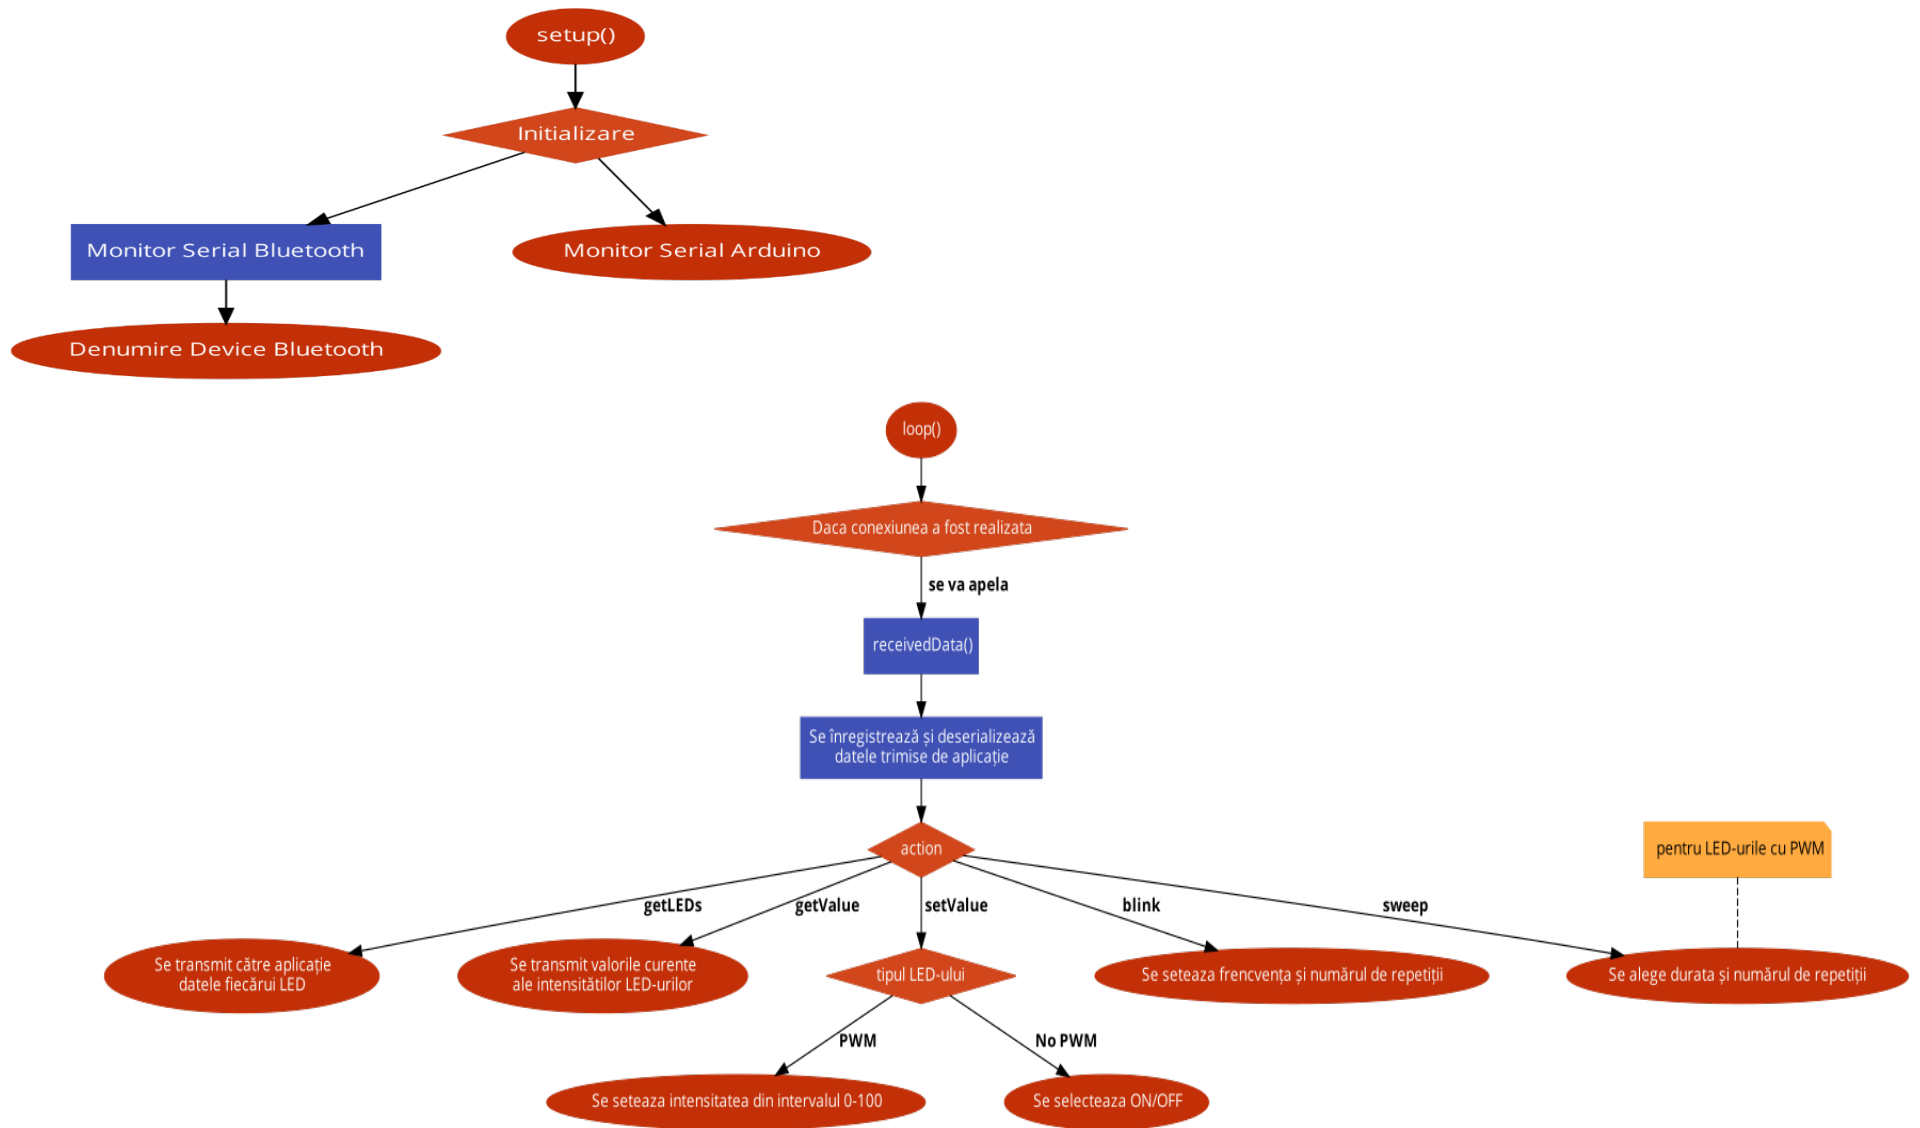 setup()
Initializare
Monitor Serial Bluetooth
Monitor Serial Arduino
Denumire Device Bluetooth
loop()
Daca conexiunea a fost realizata
se va apela
receivedData()
Se înregistrează și deserializează
datele trimise de aplicație
action
pentru LED-urile cu PWM
getLEDs
getValue
setValue
blink
sweep
Se transmit către aplicație
datele fiecărui LED
Se transmit valorile curente
ale intensitătilor LED-urilor
tipul LED-ului
Se seteaza frencvența și numărul de repetiții
Se alege durata și numărul de repetiții
PWM
No PWM
Se seteaza intensitatea din intervalul 0-100
Se selecteaza ON/OFF